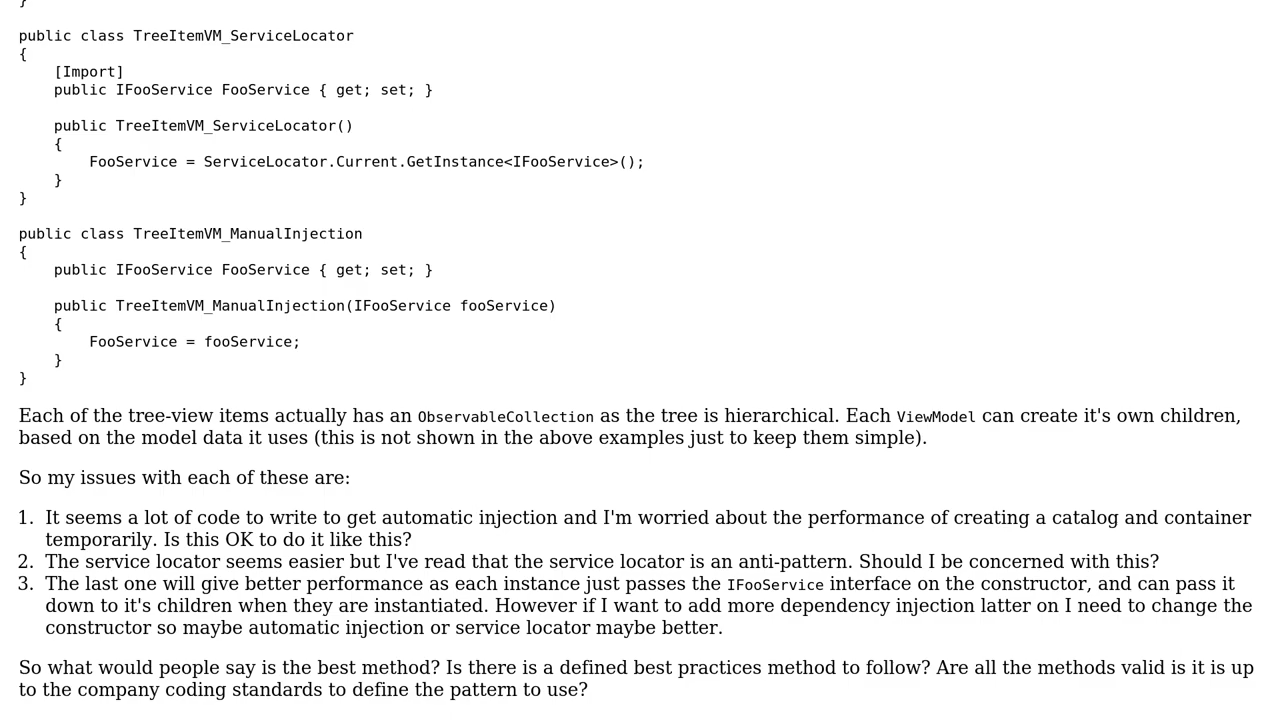 }
public class TreeItemVM_ServiceLocator
{
    [Import]
    public IFooService FooService { get; set; }
    public TreeItemVM_ServiceLocator()
    {
        FooService = ServiceLocator.Current.GetInstance<IFooService>();
    }
}
public class TreeItemVM_ManualInjection
{
    public IFooService FooService { get; set; }
    public TreeItemVM_ManualInjection(IFooService fooService)
    {
        FooService = fooService;
    }
}
Each of the tree-view items actually has an ObservableCollection as the tree is hierarchical. Each ViewModel can create it's own children,
based on the model data it uses (this is not shown in the above examples just to keep them simple).
So my issues with each of these are:
1. It seems a lot of code to write to get automatic injection and I'm worried about the performance of creating a catalog and container
temporarily. Is this OK to do it like this?
2. The service locator seems easier but I've read that the service locator is an anti-pattern. Should I be concerned with this?
3. The last one will give better performance as each instance just passes the IFooService interface on the constructor, and can pass it
down to it's children when they are instantiated. However if I want to add more dependency injection latter on I need to change the
constructor so maybe automatic injection or service locator maybe better.
So what would people say is the best method? Is there is a defined best practices method to follow? Are all the methods valid is it is up
to the company coding standards to define the pattern to use?